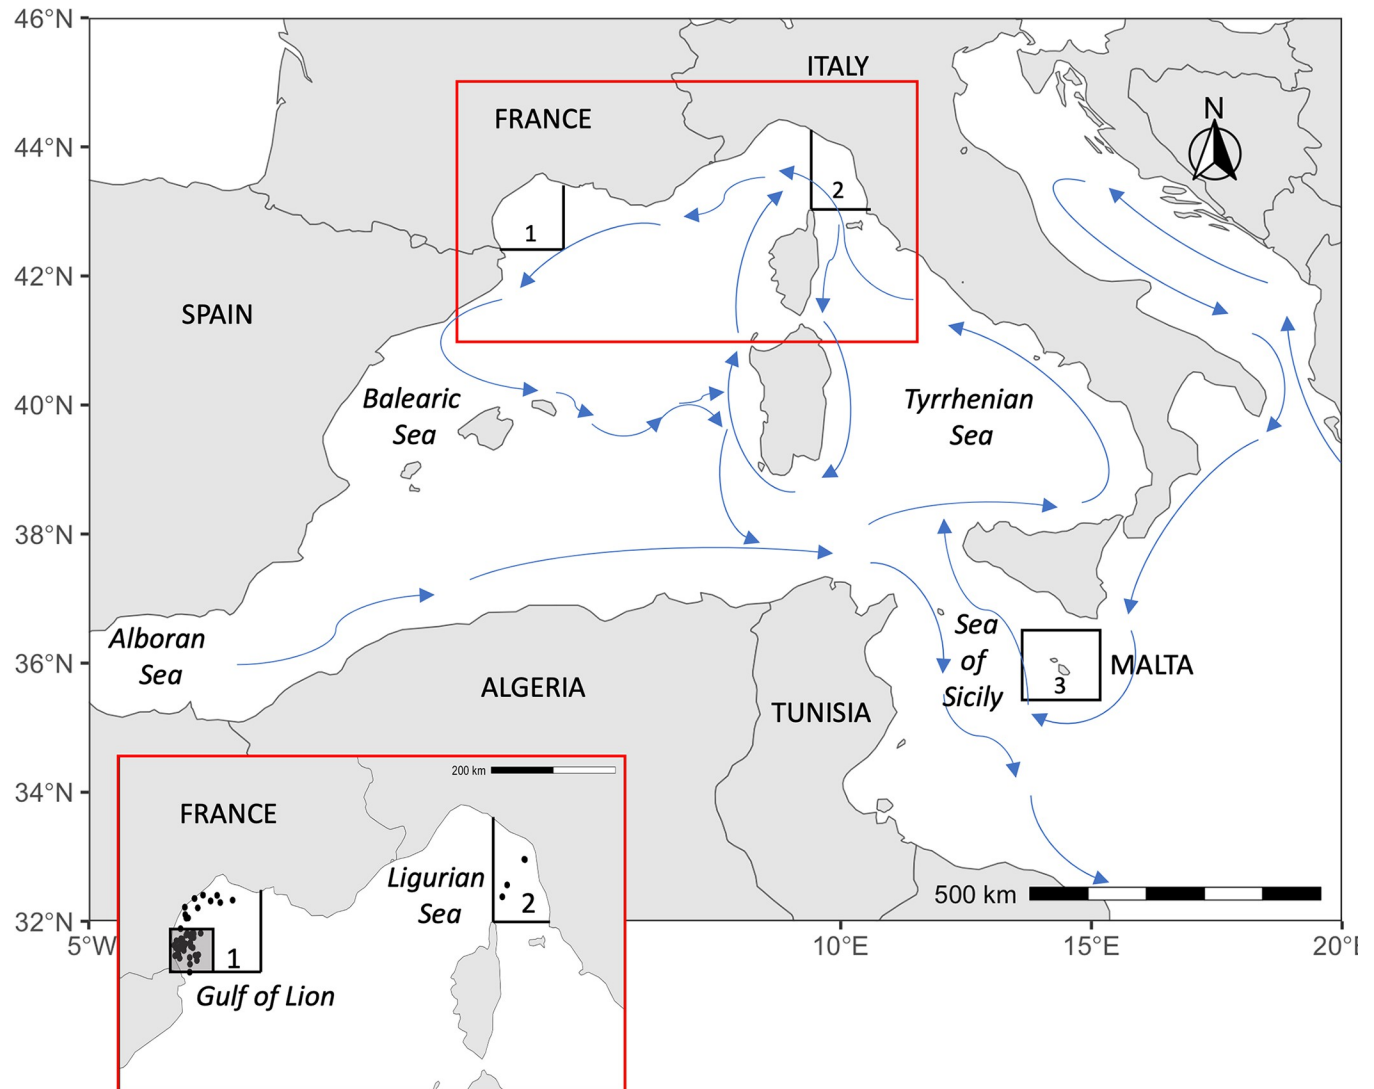 46°N
ITALY
FRANCE
N
44°N
2
1
42°N
SPAIN
40°N
Balearic
Sea
Tyrrhenian
Sea
38°N
Alboran
Sea
Sea
of
Sicily
36°N
MALTA
3
ALGERIA
TUNISIA
34°N
200 km
FRANCE
Ligurian
Sea
2
500 km
32°N
5°W
10°E
15°E
20°
1
Gulf of Lion